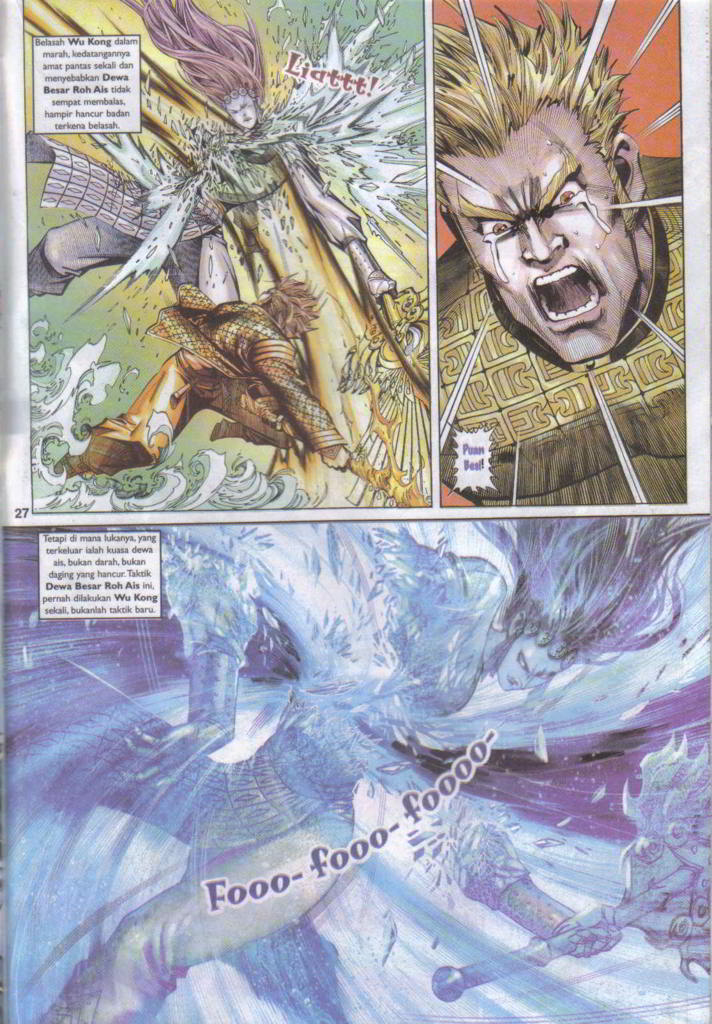 Belasah Wu Kong dalam
marah, kedatangannya
amat pantas sekali dan
menyebabkan Dewa
Besar Roh Ais tidak
sempat membalas,
hampir hancur badan
terkena belasah.
Liattt!
Puan
Besi!
27
Tetapi di mana lukanya, yang
terkeluar ialah kuasa dewa
ais, bukan darah, bukan
daging yang hancur. Taktik
Dewa Besar Roh Ais ini,
pernah dilakukan Wu Kong
sekali, bukanlah taktik baru.
Fooo- fooo- foooo-